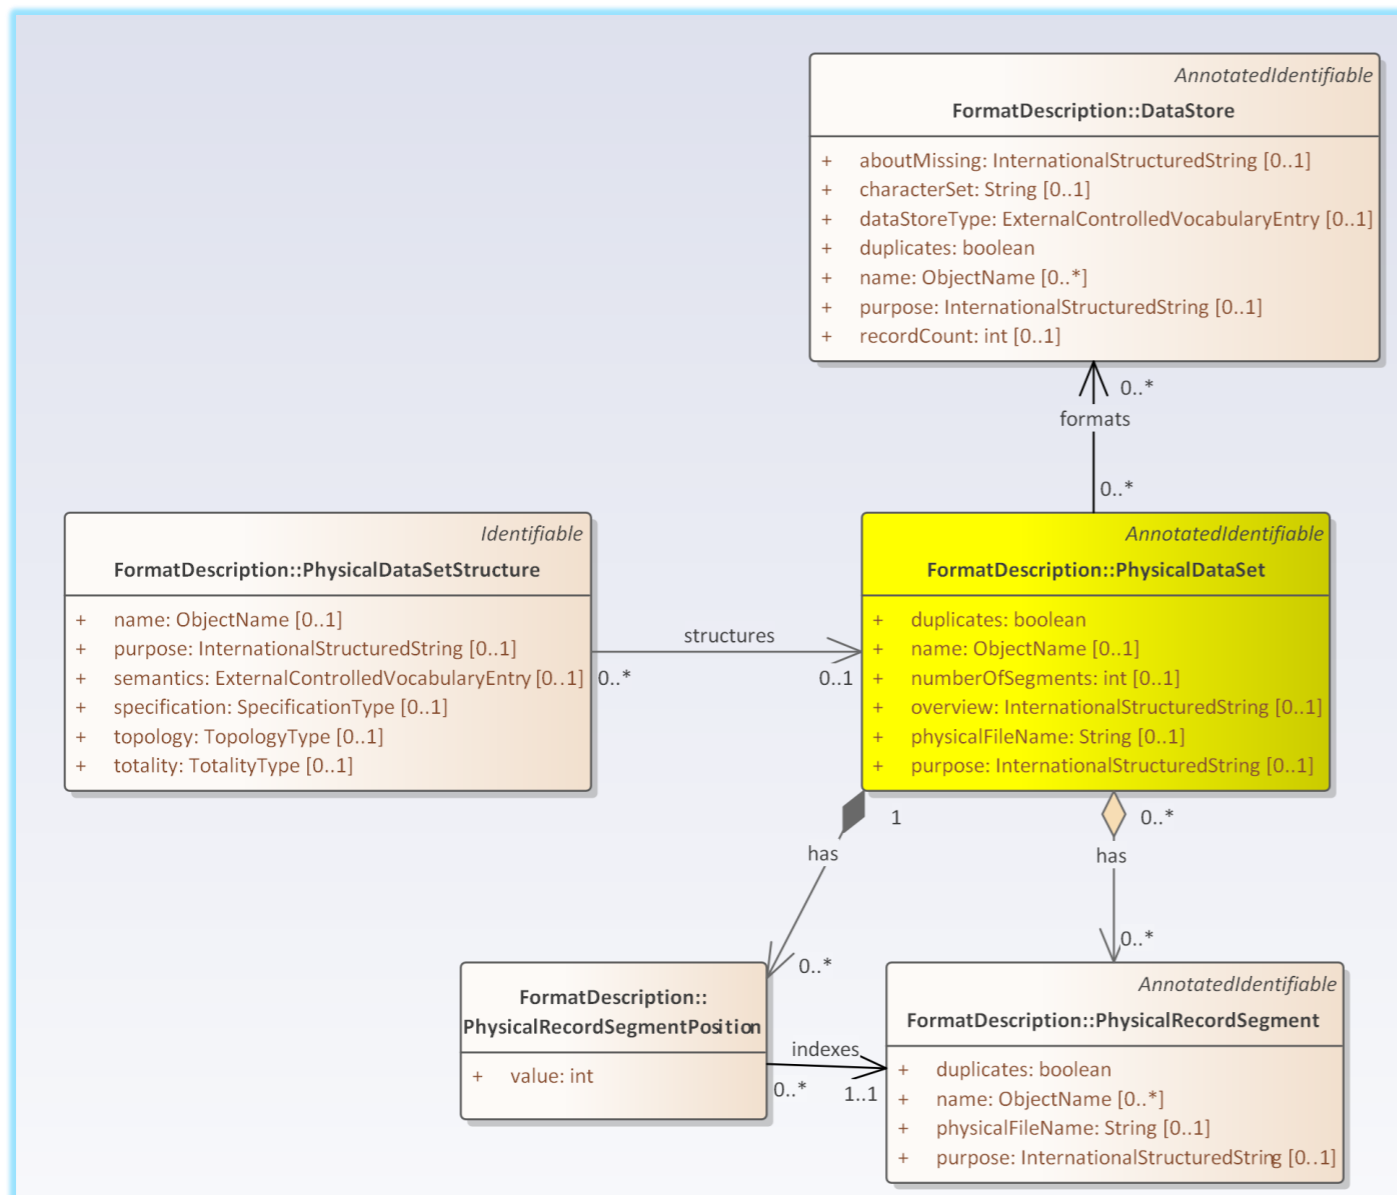 AnnotatedIdentifiable
FormatDescription::DataStore
+ aboutMissing: InternationalStructuredString [0..1]
+ characterSet: String [0..1]
+ dataStoreType: ExternalControlledVocabularyEntry [0..1]
+ duplicates: boolean
+ name: ObjectName [0..*]
+ purpose: InternationalStructuredString [0..1]
+ recordCount: int [0..1]
0..*
formats
0..*
Identifiable
FormatDescription::PhysicalDataSetStructure
+ name: ObjectName [0..1]
+ purpose: InternationalStructuredString [0..1]
+ semantics: ExternalControlledVocabularyEntry [0..1]
+ specification: SpecificationType [0..1]
+ topology: TopologyType [0..1]
+ totality: TotalityType [0..1]
structures
0..*
0..1
AnnotatedIdentifiable
FormatDescription::PhysicalDataSet
+ duplicates: boolean
+ name: ObjectName [0..1]
+ numberOfSegments: int [0..1]
+ overview: InternationalStructuredString [0..1]
+ physicalFileName: String [0..1]
+ purpose: InternationalStructuredString [0..1]
1
has
0..*
0..*
has
0..*
FormatDescription::
PhysicalRecordSegmentPosition
+ value: int
indexes
0..*
1..1
AnnotatedIdentifiable
FormatDescription::PhysicalRecordSegment
+ duplicates: boolean
+ name: ObjectName [0..*]
+ physicalFileName: String [0..1]
+ purpose: InternationalStructuredString [0..1]